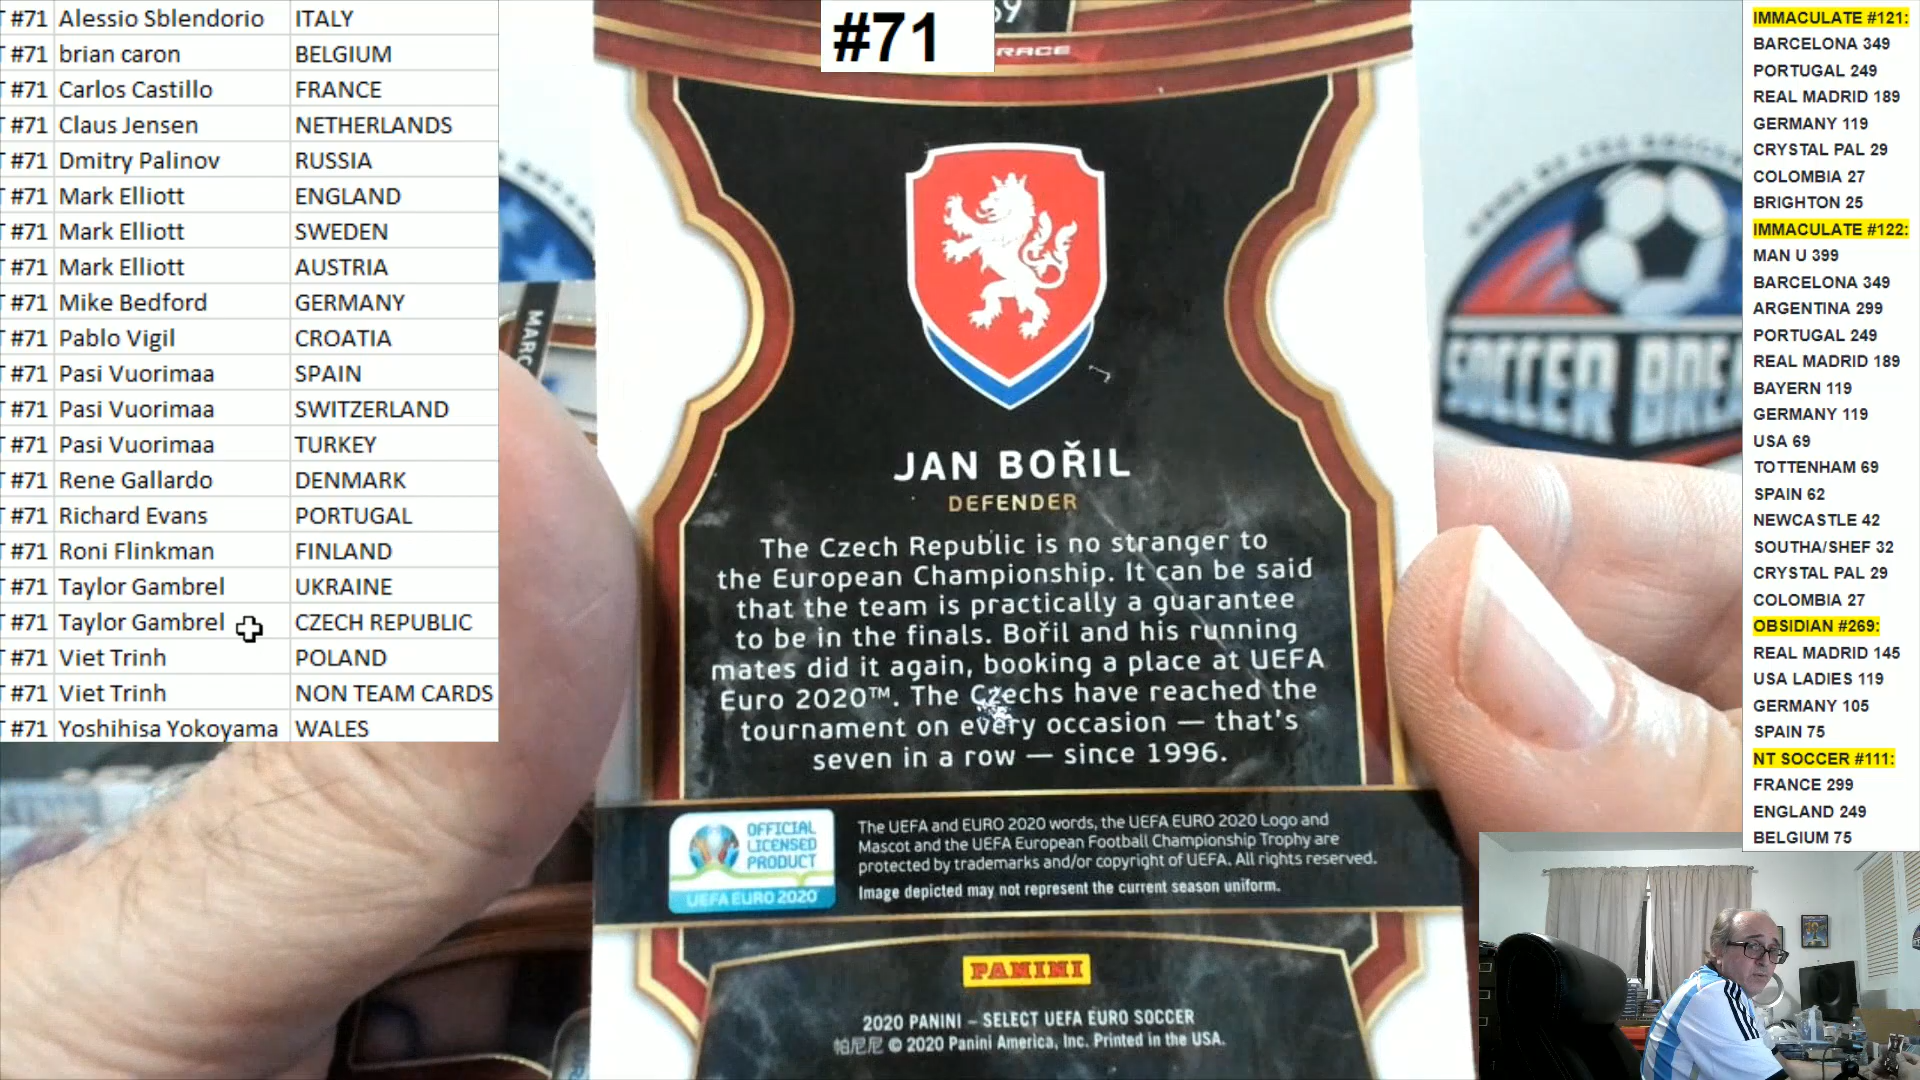 #71 Alessio Sblendorio ITALY
#71 brian caron BELGIUM
#71 Carlos Castillo FRANCE
#71 Claus Jensen NETHERLANDS
#71 Dmitry Palinov RUSSIA
#71 Mark Elliott ENGLAND
#71 Mark Elliott SWEDEN
#71 Mark Elliott AUSTRIA
#71 Mike Bedford GERMANY
#71 Pablo Vigil CROATIA
#71 Pasi Vuorimaa SPAIN
#71 Pasi Vuorimaa SWITZERLAND
#71 Pasi Vuorimaa TURKEY
#71 Rene Gallardo DENMARK
#71 Richard Evans PORTUGAL
#71 Roni Flinkman FINLAND
#71 Taylor Gambrel UKRAINE
#71 Taylor Gambrel CZECH REPUBLIC
#71 Viet Trinh POLAND
#71 Viet Trinh NON TEAM CARDS
#71 Yoshihisa Yokoyama WALES
#71
MARC
JAN BOŘIL
DEFENDER
The Czech Republic is no stranger to
the European Championship. It can be said
that the team is practically a guarantee
to be in the finals. Bořil and his running
mates did it again, booking a place at UEFA
Euro 2020™. The Czechs have reached the
tournament on every occasion — that's
seven in a row — since 1996.
OFFICIAL
LICENSED
PRODUCT
UEFA EURO 2020
The UEFA and EURO 2020 words, the UEFA EURO 2020 Logo and
Mascot and the UEFA European Football Championship Trophy are
protected by trademarks and/or copyright of UEFA. All rights reserved.
Image depicted may not represent the current season uniform.
PANINI
2020 PANINI – SELECT UEFA EURO SOCCER
帕尼尼 © 2020 Panini America, Inc. Printed in the USA.
SOCCER BREA
IMMACULATE #121:
BARCELONA 349
PORTUGAL 249
REAL MADRID 189
GERMANY 119
CRYSTAL PAL 29
COLOMBIA 27
BRIGHTON 25
IMMACULATE #122:
MAN U 399
BARCELONA 349
ARGENTINA 299
PORTUGAL 249
REAL MADRID 189
BAYERN 119
GERMANY 119
USA 69
TOTTENHAM 69
SPAIN 62
NEWCASTLE 42
SOUTHA/SHEF 32
CRYSTAL PAL 29
COLOMBIA 27
OBSIDIAN #269:
REAL MADRID 145
USA LADIES 119
GERMANY 105
SPAIN 75
NT SOCCER #111:
FRANCE 299
ENGLAND 249
BELGIUM 75